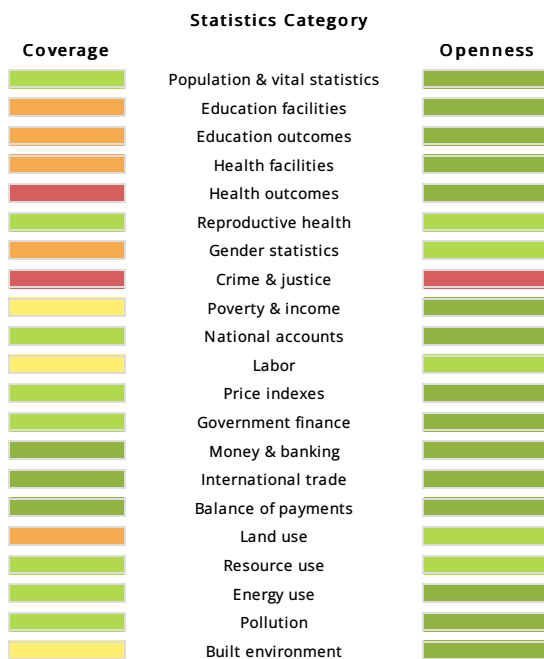 Statistics Category
Coverage Openness
Population & vital statistics
Education facilities
Education outcomes
Health facilities
Health outcomes
Reproductive health
Gender statistics
Crime & justice
Poverty & income
National accounts
Labor
Price indexes
Government finance
Money & banking
International trade
Balance of payments
Land use
Resource use
Energy use
Pollution
Built environment